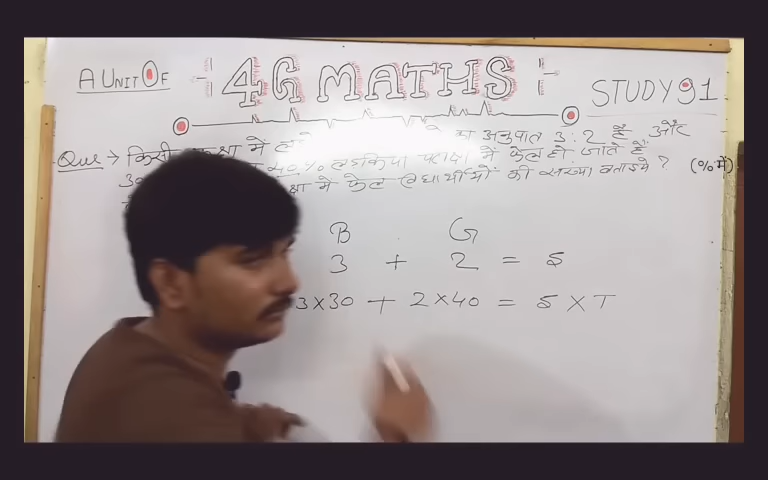 A UNIT OF
4G MATHS
STUDY 91
Que → किसी में अनुपात 3:2 है और
40% लडकिया परीक्षा में फेल हो जाते हैं
में फेल की संख्या बताइये ? (% में)
B G
3 + 2 = 5
3×30 + 2×40 = 5×T